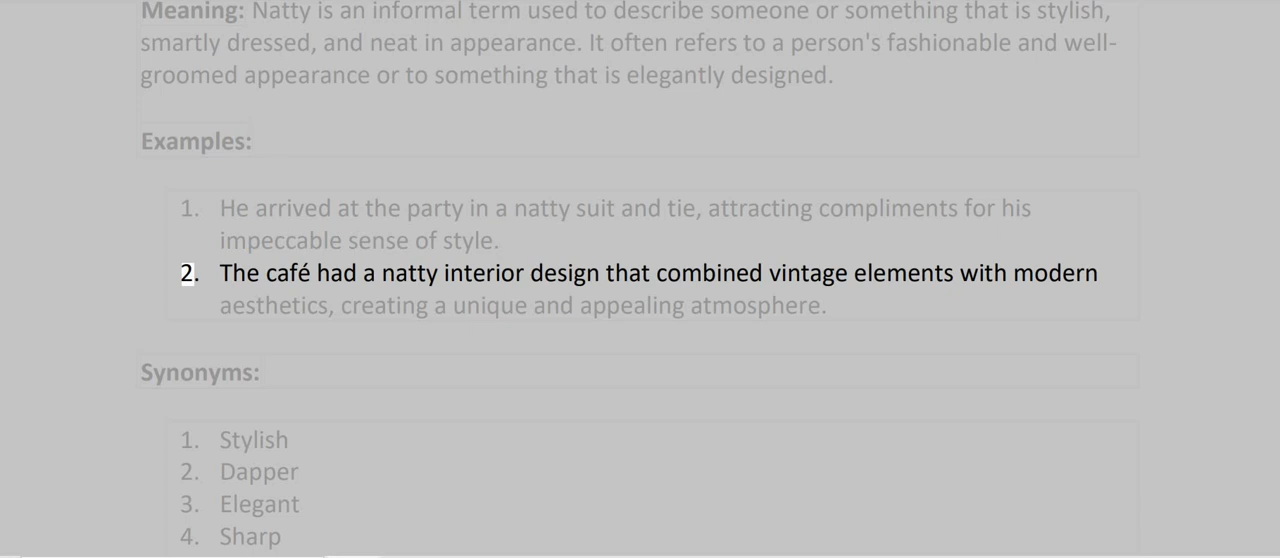 Meaning: Natty is an informal term used to describe someone or something that is stylish,
smartly dressed, and neat in appearance. It often refers to a person's fashionable and well-
groomed appearance or to something that is elegantly designed.
Examples:
1. He arrived at the party in a natty suit and tie, attracting compliments for his
impeccable sense of style.
2. The café had a natty interior design that combined vintage elements with modern
aesthetics, creating a unique and appealing atmosphere.
Synonyms:
1. Stylish
2. Dapper
3. Elegant
4. Sharp